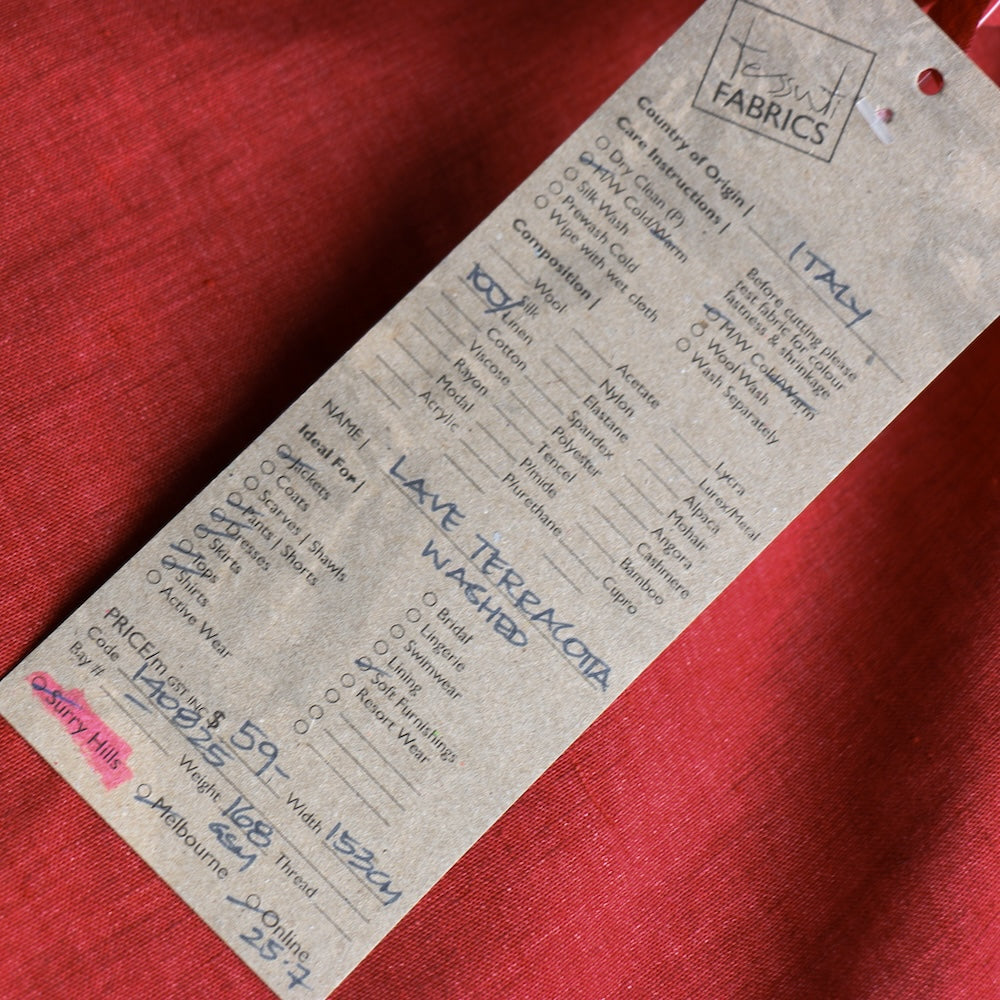 tessuti
FABRICS
Country of Origin | ITALY
Care Instructions |
Dry Clean (P)
M/W Cold/Warm
Silk Wash
Prewash Cold
Wipe with wet cloth
Before cutting please
test fabric for colour
fastness & shrinkage
M/W Cold/Warm
Wool Wash
Wash Separately
Composition |
Wool
Silk
100% Linen
Cotton
Viscose
Rayon
Modal
Acrylic
Acetate
Nylon
Elastane
Spandex
Polyester
Tencel
P/mide
P/urethane
Lycra
Lurex/Metal
Alpaca
Mohair
Angora
Cashmere
Bamboo
Cupro
NAME | LAVE TERRACOTTA
WASHED
Ideal For |
Jackets
Coats
Scarves | Shawls
Pants | Shorts
Dresses
Skirts
Tops
Shirts
Active Wear
Bridal
Lingerie
Swimwear
Lining
Soft Furnishings
Resort Wear
PRICE/m GST INC $ 59-
Width 153CM
Code 140825
Weight 168
GSM
Thread
Bay #
Surry Hills
Melbourne
Online
25.7